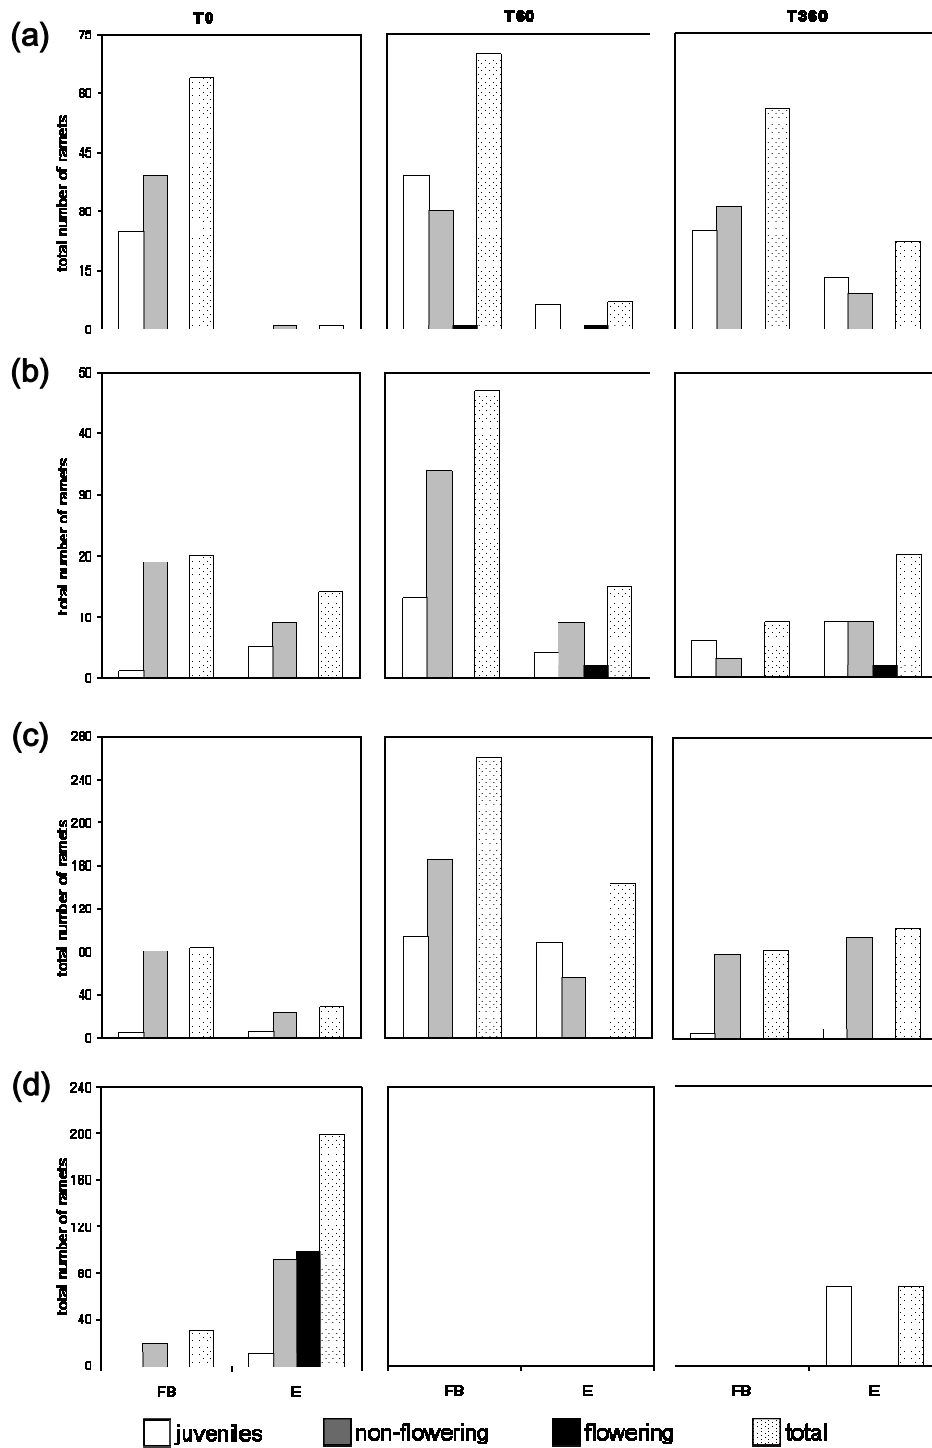 T0 T60 T360
(a)
75
60
45
30
15
0
total number of ramets
(b)
50
40
30
20
10
0
total number of ramets
(c)
280
240
200
160
120
80
40
0
total number of ramets
(d)
240
200
160
120
80
40
0
total number of ramets
FB E FB E FB E
juveniles non-flowering flowering total